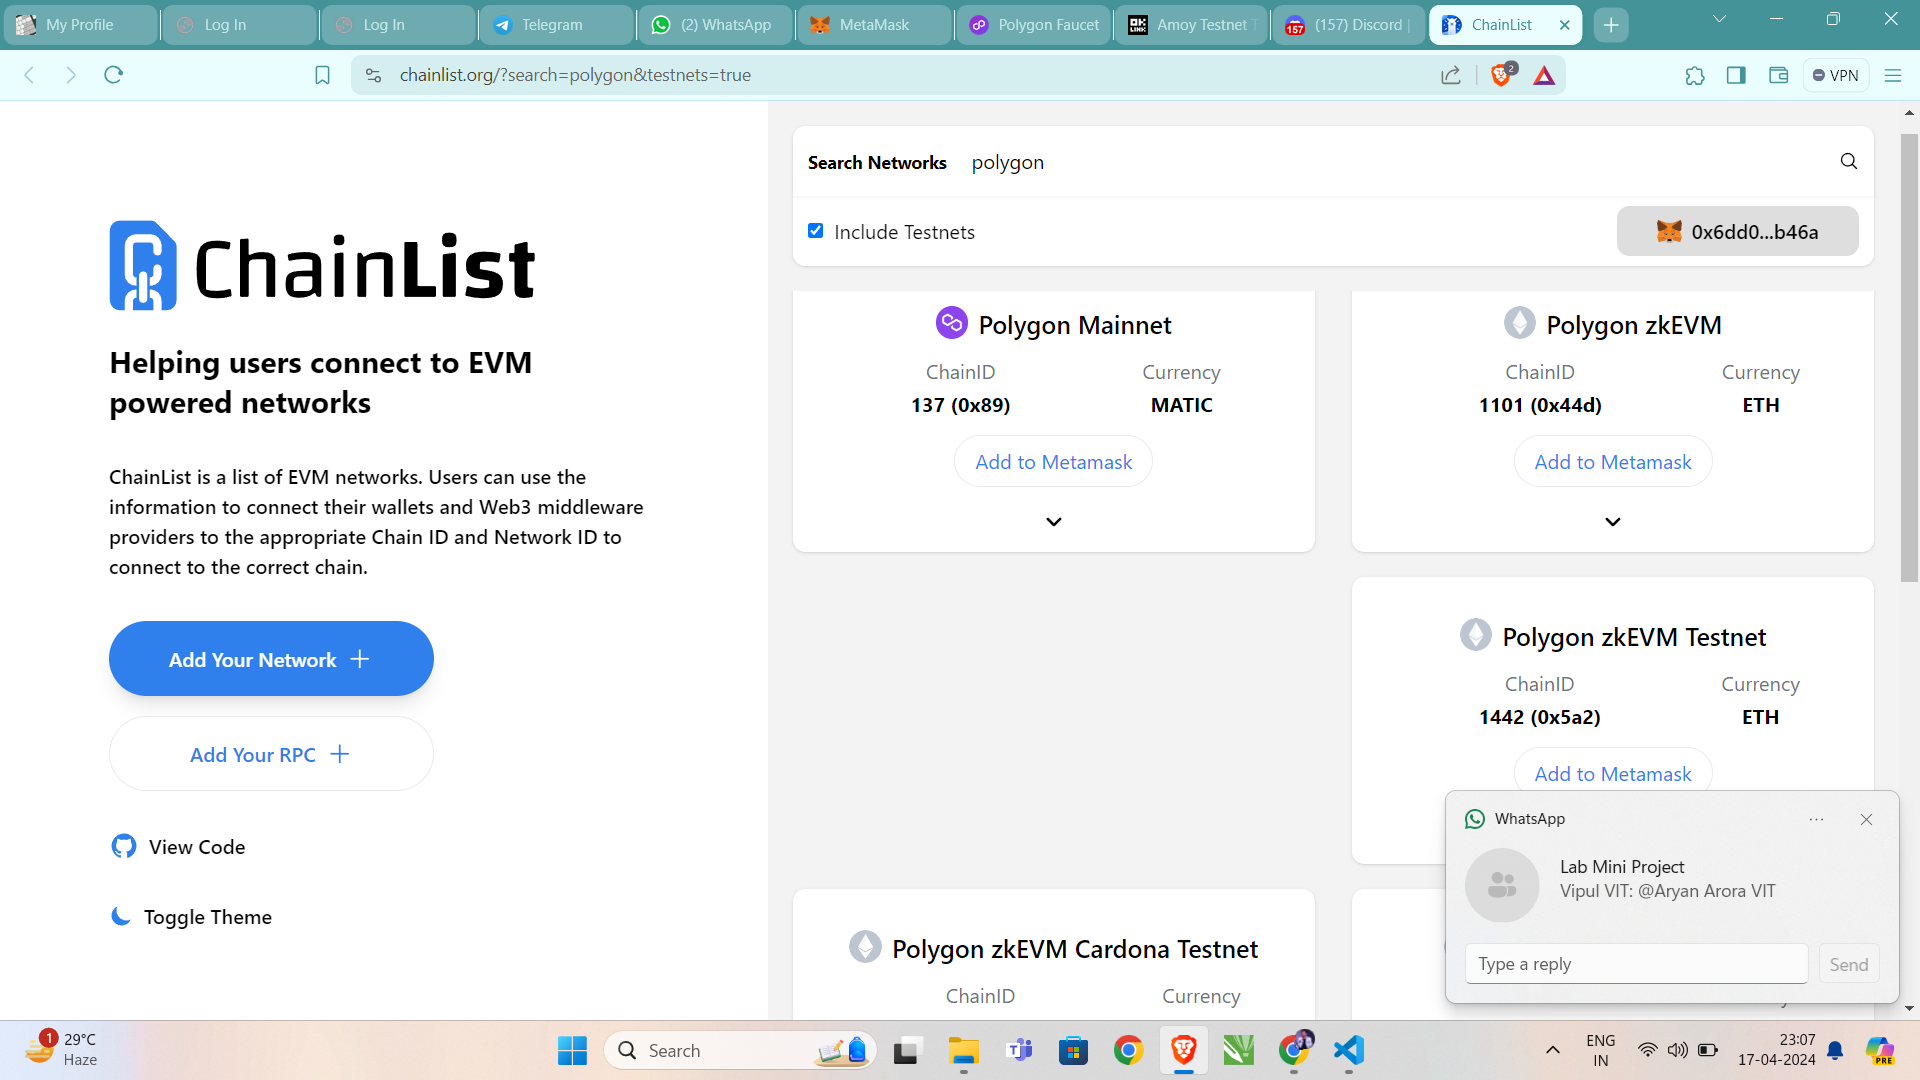 My Profile
Log In
Log In
Telegram
(2) WhatsApp
MetaMask
Polygon Faucet
Amoy Testnet
(157) Discord |
ChainList
chainlist.org/?search=polygon&testnets=true
2
VPN
Search Networks polygon
Include Testnets
0x6dd0...b46a
ChainList
Helping users connect to EVM
powered networks
ChainList is a list of EVM networks. Users can use the
information to connect their wallets and Web3 middleware
providers to the appropriate Chain ID and Network ID to
connect to the correct chain.
Add Your Network
Add Your RPC
View Code
Toggle Theme
Polygon Mainnet
ChainID Currency
137 (0x89) MATIC
Add to Metamask
Polygon zkEVM
ChainID Currency
1101 (0x44d) ETH
Add to Metamask
Polygon zkEVM Testnet
ChainID Currency
1442 (0x5a2) ETH
Add to Metamask
Polygon zkEVM Cardona Testnet
ChainID Currency
WhatsApp
Lab Mini Project
Vipul VIT: @Aryan Arora VIT
Type a reply
Send
1
29°C
Haze
Search
ENG
IN
23:07
17-04-2024
PRE